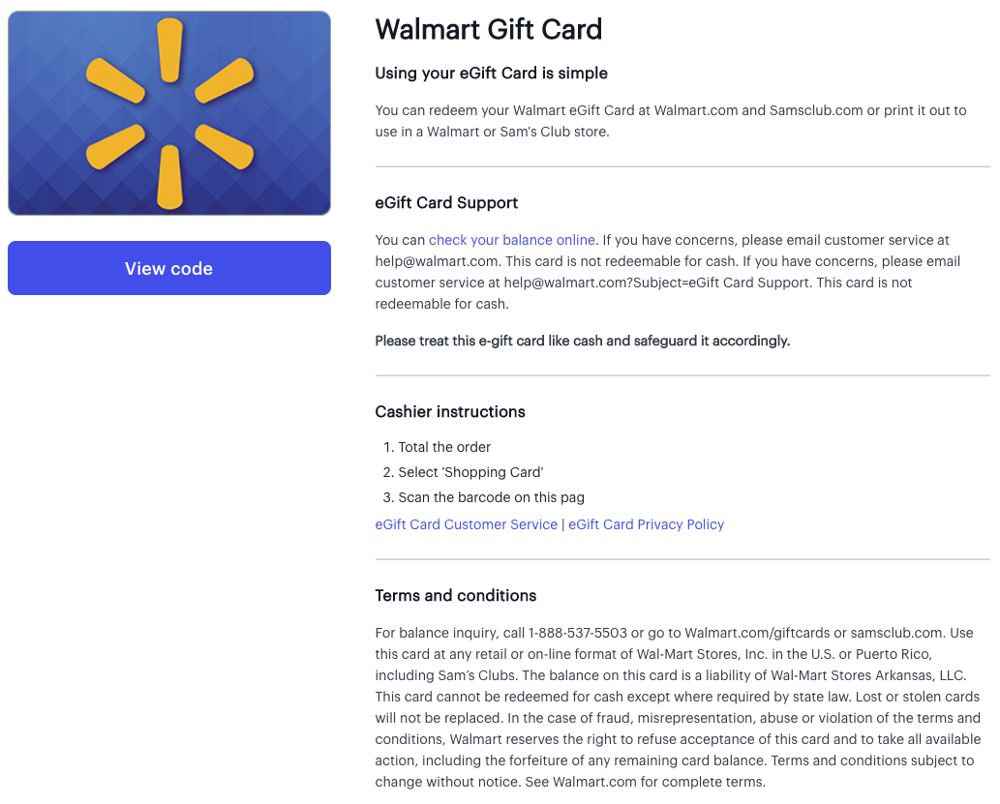 Walmart Gift Card
Using your eGift Card is simple
You can redeem your Walmart eGift Card at Walmart.com and Samsclub.com or print it out to
use in a Walmart or Sam's Club store.
View code
eGift Card Support
You can check your balance online. If you have concerns, please email customer service at
help@walmart.com. This card is not redeemable for cash. If you have concerns, please email
customer service at help@walmart.com?Subject=eGift Card Support. This card is not
redeemable for cash.
Please treat this e-gift card like cash and safeguard it accordingly.
Cashier instructions
1. Total the order
2. Select 'Shopping Card'
3. Scan the barcode on this pag
eGift Card Customer Service | eGift Card Privacy Policy
Terms and conditions
For balance inquiry, call 1-888-537-5503 or go to Walmart.com/giftcards or samsclub.com. Use
this card at any retail or on-line format of Wal-Mart Stores, Inc. in the U.S. or Puerto Rico,
including Sam’s Clubs. The balance on this card is a liability of Wal-Mart Stores Arkansas, LLC.
This card cannot be redeemed for cash except where required by state law. Lost or stolen cards
will not be replaced. In the case of fraud, misrepresentation, abuse or violation of the terms and
conditions, Walmart reserves the right to refuse acceptance of this card and to take all available
action, including the forfeiture of any remaining card balance. Terms and conditions subject to
change without notice. See Walmart.com for complete terms.